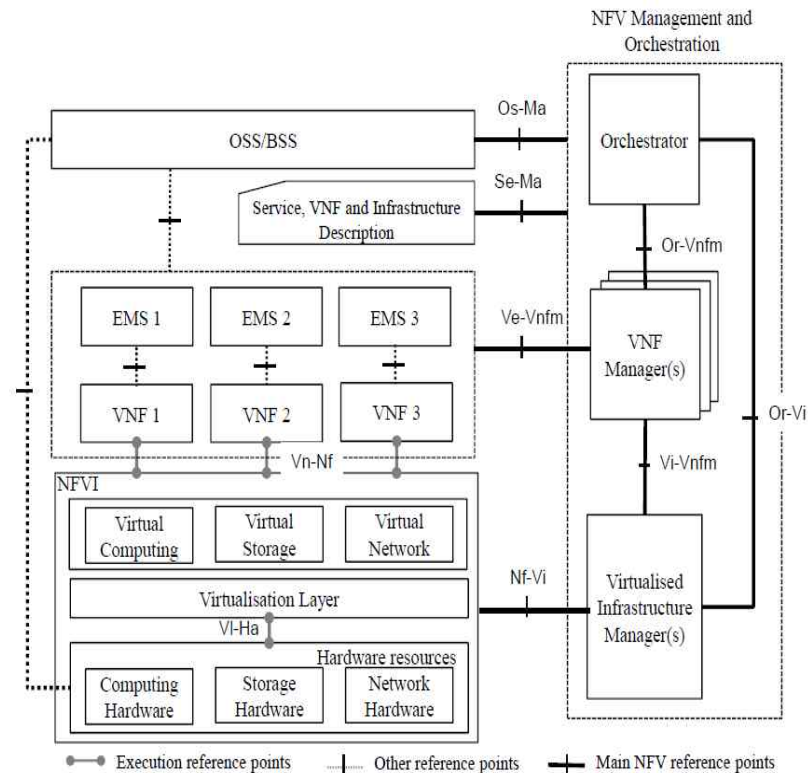 NFV Management and
Orchestration
Os-Ma
OSS/BSS
Orchestrator
Se-Ma
Service, VNF and Infrastructure
Description
Or-Vnfm
EMS 1
EMS 2
EMS 3
Ve-Vnfm
VNF
Manager(s)
VNF 1
VNF 2
VNF 3
Or-Vi
Vn-Nf
Vi-Vnfm
NFVI
Virtual
Computing
Virtual
Storage
Virtual
Network
Nf-Vi
Virtualisation Layer
Virtualised
Infrastructure
Manager(s)
Vl-Ha
Hardware resources
Computing
Hardware
Storage
Hardware
Network
Hardware
Execution reference points
Other reference points
Main NFV reference points